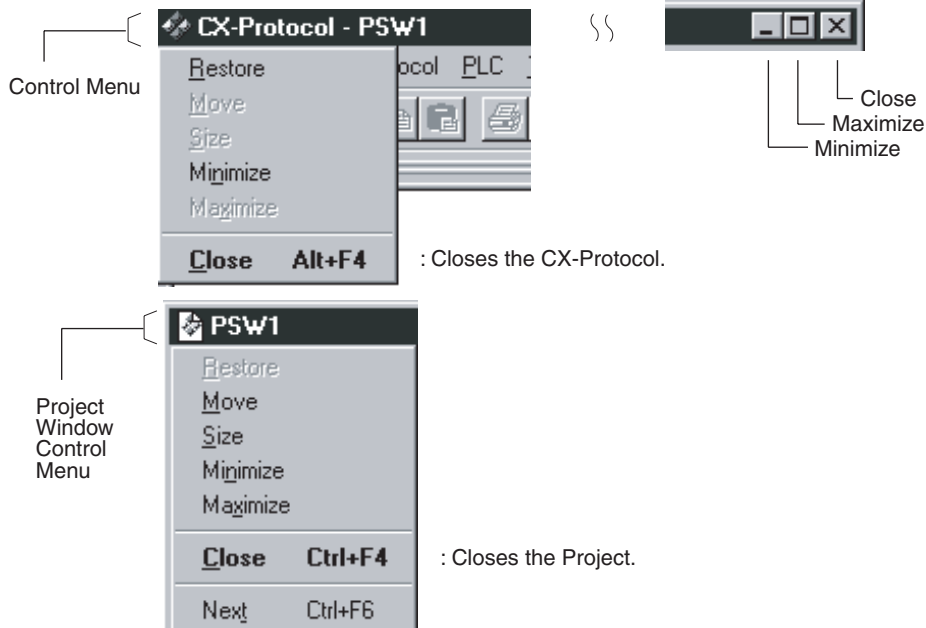 CX-Protocol - PSW1
Control Menu
Restore
ocol PLC
Move
Size
Minimize
Maximize
Close Alt+F4 : Closes the CX-Protocol.
Close
Maximize
Minimize
PSW1
Project
Window
Control
Menu
Restore
Move
Size
Minimize
Maximize
Close Ctrl+F4 : Closes the Project.
Next Ctrl+F6